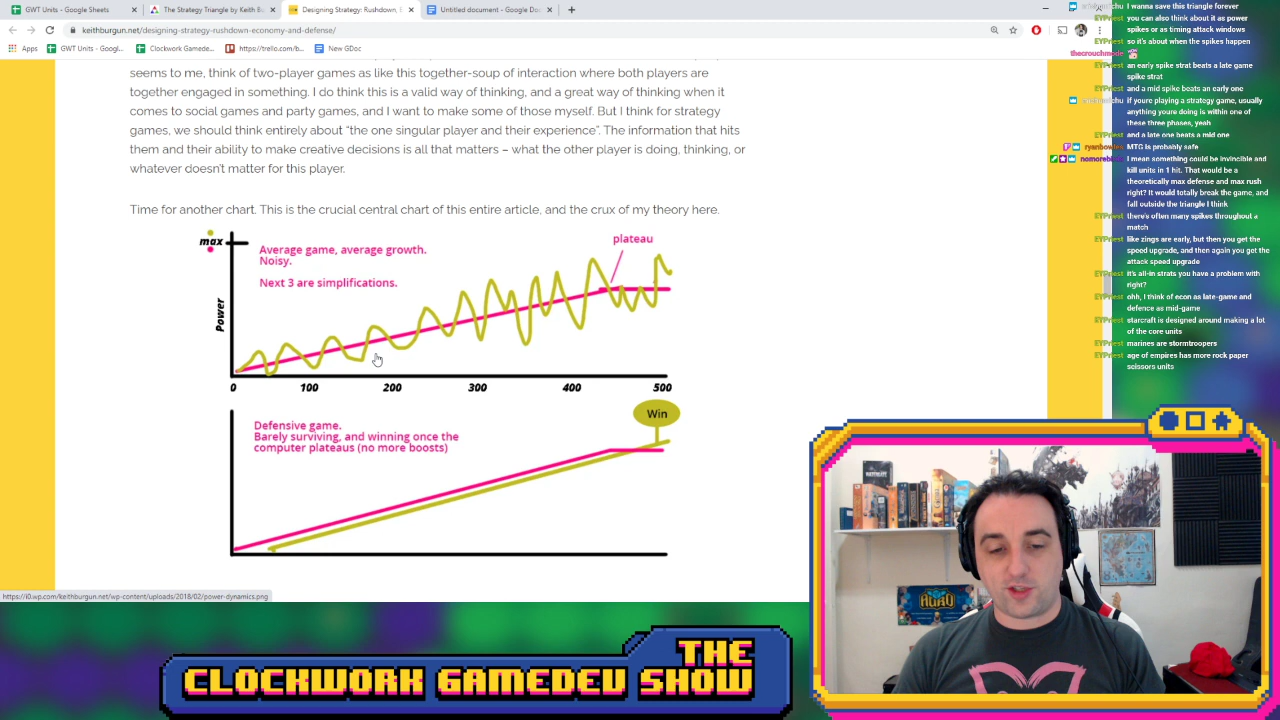 GWT Units - Google Sheets
The Strategy Triangle by Keith B
Designing Strategy: Rushdown, E
Untitled document - Google Doc
keithburgun.net/designing-strategy-rushdown-economy-and-defense/
Apps
GWT Units - Googl...
Clockwork Gamede...
https://trello.com/b...
New GDoc
seems to me, think of two-player games as like this together-soup of interaction where both players are
together engaged in something. I do think this is a valid way of thinking, and a great way of thinking when it
comes to social games and party games, and I want to make some of these myself. But I think for strategy
games, we should think entirely about “the one singular player and their experience”. The information that hits
them and their ability to make creative decisions is all that matters – what the other player is doing, thinking, or
whatever doesn’t matter for this player.
Time for another chart. This is the crucial central chart of this entire article, and the crux of my theory here.
max
Power
Average game, average growth.
Noisy.
Next 3 are simplifications.
plateau
0 100 200 300 400 500
Defensive game.
Barely surviving, and winning once the
computer plateaus (no more boosts)
Win
https://i0.wp.com/keithburgun.net/wp-content/uploads/2018/02/power-dynamics.png
I wanna save this triangle forever
EYPriest you can also think about it as power
spikes or as timing attack windows
EYPriest so it's about when the spikes happen
thecrouchmode
EYPriest an early spike strat beats a late game
spike strat
EYPriest and a mid spike beats an early one
if youre playing a strategy game, usually
anything youre doing is within one of
these three phases, yeah
EYPriest and a late one beats a mid one
MTG is probably safe
I mean something could be invincible and
kill units in 1 hit. That would be a
theoretically max defense and max rush
right? It would totally break the game, and
fall outside the triangle I think
EYPriest there's often many spikes throughout a
match
EYPriest like zings are early, but then you get the
speed upgrade, and then again you get the
attack speed upgrade
EYPriest it's all-in strats you have a problem with
right?
EYPriest ohh, I think of econ as late-game and
defence as mid-game
EYPriest starcraft is designed around making a lot
of the core units
EYPriest marines are stormtroopers
EYPriest age of empires has more rock paper
scissors units
THE
CLOCKWORK GAMEDEV SHOW